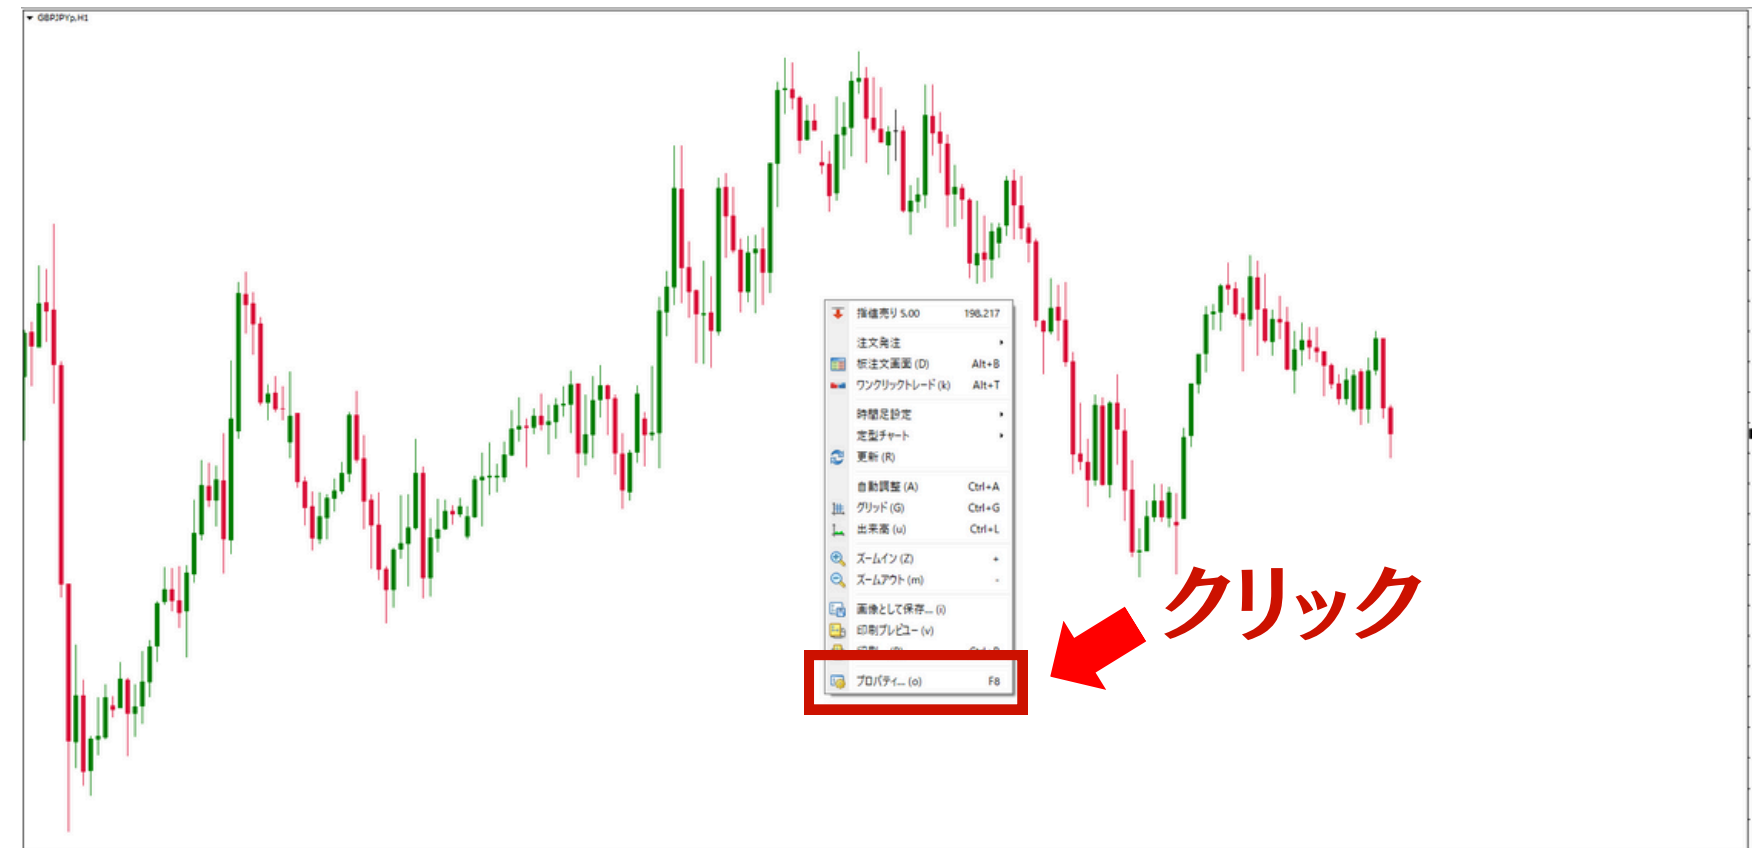 GBPJPYp,H1
指値売り 5.00 198.217
注文発注
板注文画面 (D) Alt+B
ワンクリックトレード (k) Alt+T
時間足設定
定型チャート
更新 (R)
自動調整 (A) Ctrl+A
グリッド (G) Ctrl+G
出来高 (u) Ctrl+L
ズームイン (Z) +
ズームアウト (m) -
画像として保存... (i)
印刷プレビュー (v)
プロパティ... (o) F8
クリック